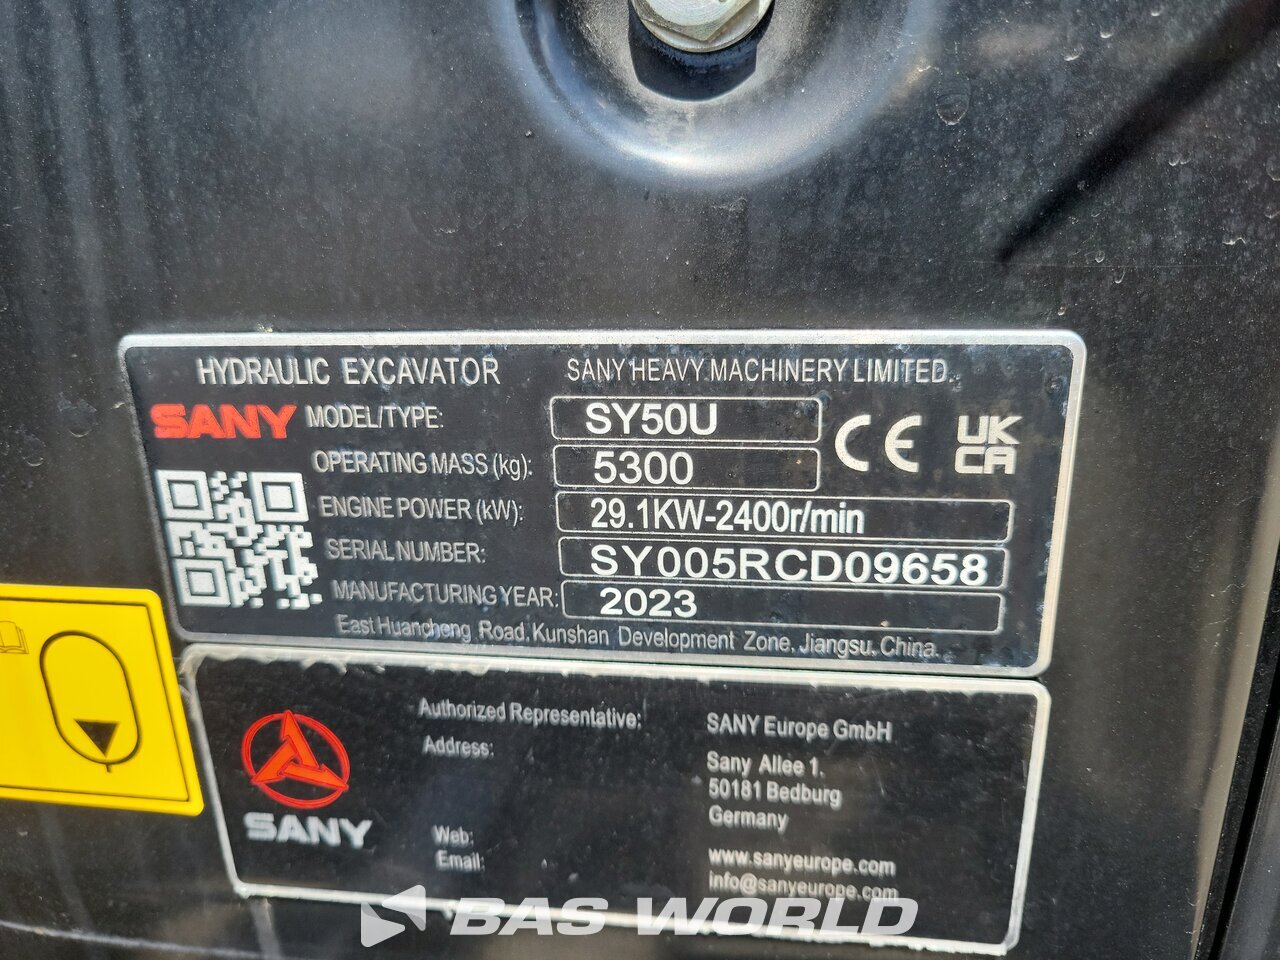 HYDRAULIC EXCAVATOR SANY HEAVY MACHINERY LIMITED.
SANY MODEL/TYPE: SY50U CE UK CA
OPERATING MASS (kg): 5300
ENGINE POWER (kW): 29.1KW-2400r/min
SERIAL NUMBER: SY005RCD09658
MANUFACTURING YEAR: 2023
East Huancheng Road, Kunshan Development Zone, Jiangsu, China.
Authorized Representative: SANY Europe GmbH
Address: Sany Allee 1.
50181 Bedburg
Germany
SANY
Web: www.sanyeurope.com
Email: info@sanyeurope.com
BAS WORLD